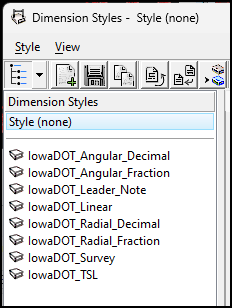 Dimension Styles -  Style (none)
Style View
Dimension Styles
Style (none)
IowaDOT_Angular_Decimal
IowaDOT_Angular_Fraction
IowaDOT_Leader_Note
IowaDOT_Linear
IowaDOT_Radial_Decimal
IowaDOT_Radial_Fraction
IowaDOT_Survey
IowaDOT_TSL